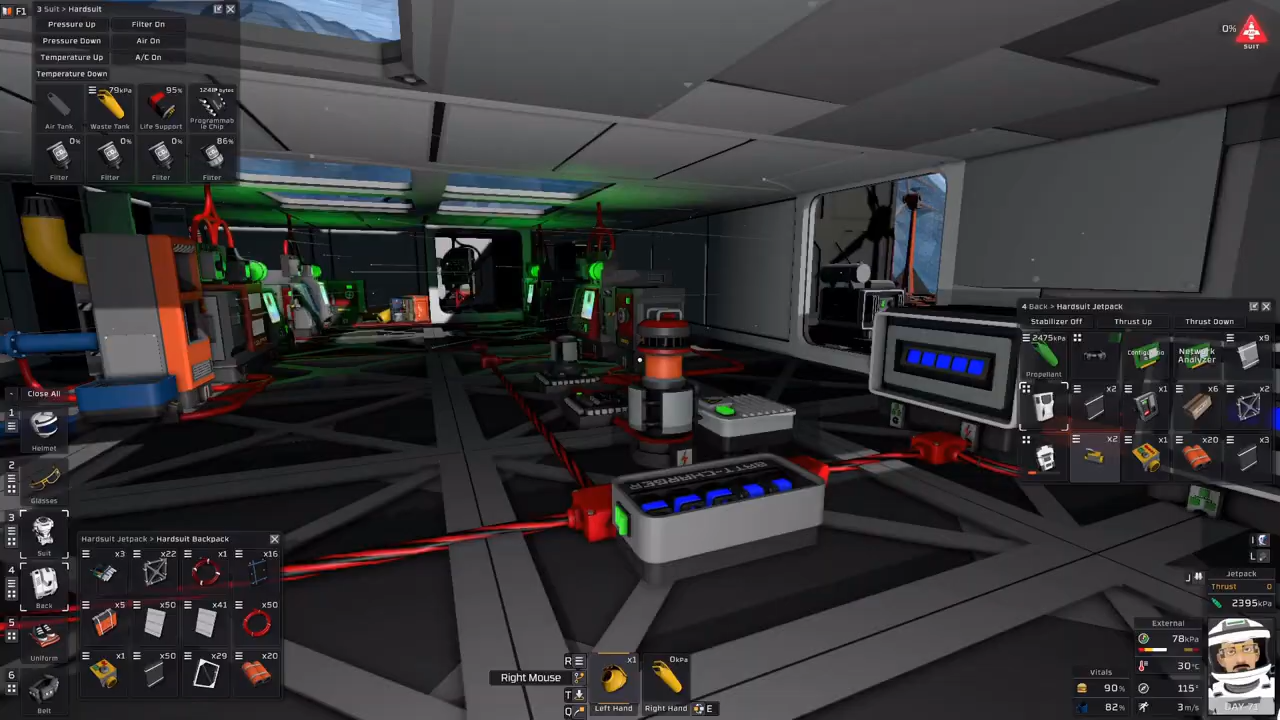 F1
3 Suit > Hardsuit
Pressure Up
Filter On
Pressure Down
Air On
Temperature Up
A/C On
Temperature Down
79kPa
95%
Air Tank
Waste Tank
Life Support
Programmab
le Chip
0%
0%
0%
86%
Filter
Filter
Filter
Filter
0%
SUIT
Close All
1
Helmet
2
Glasses
3
Suit
4
Back
5
Uniform
6
Belt
4 Back > Hardsuit Jetpack
Stabilizer Off
Thrust Up
Thrust Down
2475kPa
Propellant
Network
Analyzer
x9
x2
x1
x6
x2
x2
x1
x20
x3
BATT-CHARGER
Hardsuit Jetpack > Hardsuit Backpack
x3
x22
x1
x16
x5
x50
x41
x50
x1
x50
x29
x20
Right Mouse
R
T
Q
x1
Left Hand
0kPa
Right Hand
E
I
L
J
Jetpack
Thrust
0
2395kPa
External
78kPa
30°C
115°
3m/s
Vitals
90%
82%
DAY-71